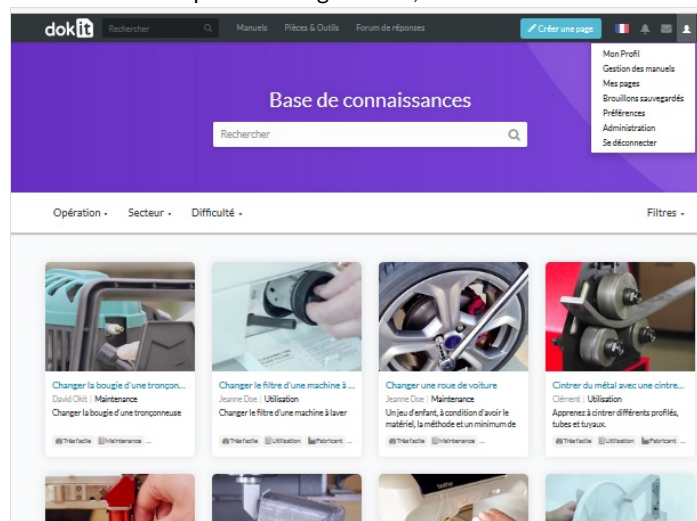 dokit
Rechercher
Manuels
Pièces & Outils
Forum de réponses
Créer une page
Mon Profil
Gestion des manuels
Mes pages
Brouillons sauvegardés
Préférences
Administration
Se déconnecter
Base de connaissances
Rechercher
Opération
Secteur
Difficulté
Filtres
Changer la bougie d'une tronçon...
David Okit | Maintenance
Changer la bougie d'une tronçonneuse
Très facile Maintenance ...
Changer le filtre d'une machine à ...
Jeanne Doe | Utilisation
Changer le filtre d'une machine à laver
Très facile Utilisation Fabricant ...
Changer une roue de voiture
Jeanne Doe | Maintenance
Un jeu d'enfant, à condition d'avoir le
matériel, la méthode et un minimum de
Très facile Maintenance ...
Cintrer du métal avec une cintre...
Clément | Utilisation
Apprenez à cintrer différents profilés,
tubes et tuyaux.
Très facile Utilisation Fabricant ...
brother